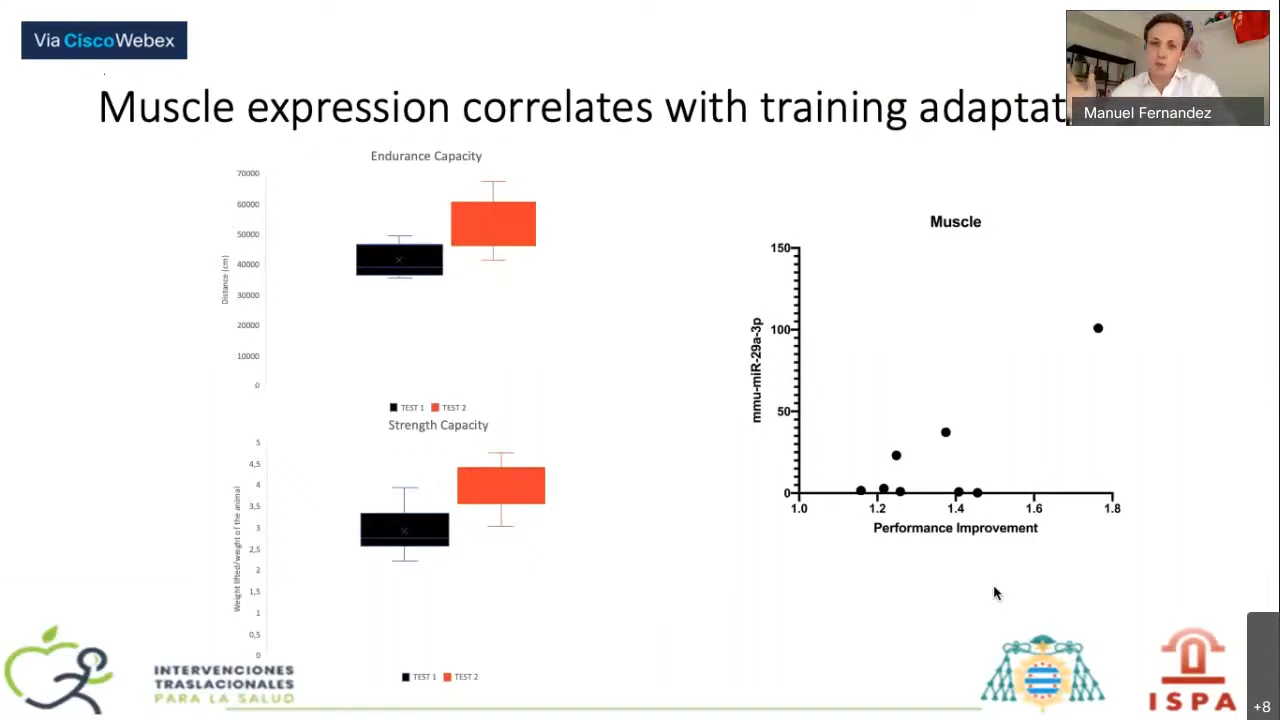 Via CiscoWebex
Muscle expression correlates with training adaptat
Manuel Fernandez
Endurance Capacity
70000
60000
50000
40000
30000
20000
10000
0
Distance (cm)
TEST 1 TEST 2
Strength Capacity
5
4,5
4
3,5
3
2,5
2
1,5
1
0,5
0
Weight lifted/weight of the animal
TEST 1 TEST 2
Muscle
150
100
50
0
mmu-miR-29a-3p
1.0 1.2 1.4 1.6 1.8
Performance Improvement
INTERVENCIONES
TRASLACIONALES
PARA LA SALUD
ISPA
+8